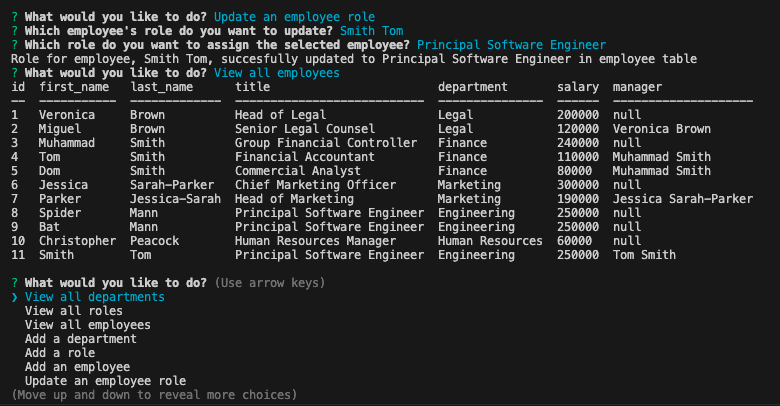 ? What would you like to do? Update an employee role
? Which employee's role do you want to update? Smith Tom
? Which role do you want to assign the selected employee? Principal Software Engineer
Role for employee, Smith Tom, succesfully updated to Principal Software Engineer in employee table
? What would you like to do? View all employees
id first_name last_name title department salary manager
-- ----------- ------------- --------------------------- --------------- ------ --------------------
1 Veronica Brown Head of Legal Legal 200000 null
2 Miguel Brown Senior Legal Counsel Legal 120000 Veronica Brown
3 Muhammad Smith Group Financial Controller Finance 240000 null
4 Tom Smith Financial Accountant Finance 110000 Muhammad Smith
5 Dom Smith Commercial Analyst Finance 80000 Muhammad Smith
6 Jessica Sarah-Parker Chief Marketing Officer Marketing 300000 null
7 Parker Jessica-Sarah Head of Marketing Marketing 190000 Jessica Sarah-Parker
8 Spider Mann Principal Software Engineer Engineering 250000 null
9 Bat Mann Principal Software Engineer Engineering 250000 null
10 Christopher Peacock Human Resources Manager Human Resources 60000 null
11 Smith Tom Principal Software Engineer Engineering 250000 Tom Smith
? What would you like to do? (Use arrow keys)
❯ View all departments
View all roles
View all employees
Add a department
Add a role
Add an employee
Update an employee role
(Move up and down to reveal more choices)